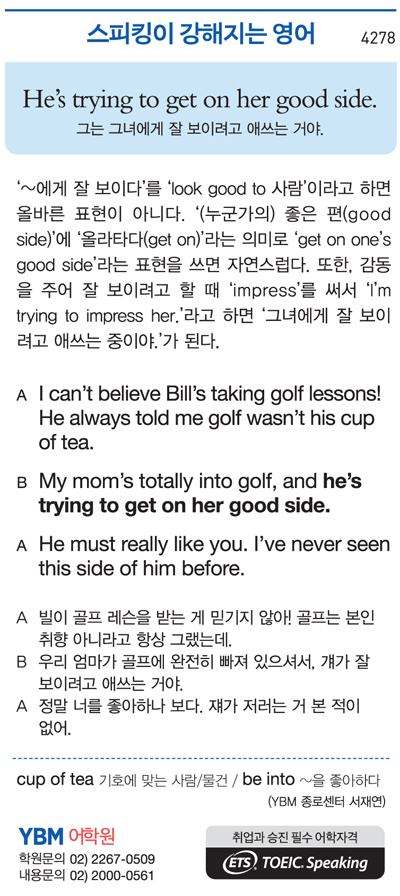 스피킹이 강해지는 영어 4278
He's trying to get on her good side.
그는 그녀에게 잘 보이려고 애쓰는 거야.
'～에게 잘 보이다'를 'look good to 사람'이라고 하면
올바른 표현이 아니다. '(누군가의) 좋은 편(good
side)'에 '올라타다(get on)'라는 의미로 'get on one's
good side'라는 표현을 쓰면 자연스럽다. 또한, 감동
을 주어 잘 보이려고 할 때 'impress'를 써서 'I'm
trying to impress her.'라고 하면 '그녀에게 잘 보이
려고 애쓰는 중이야.'가 된다.
A I can't believe Bill's taking golf lessons!
He always told me golf wasn't his cup
of tea.
B My mom's totally into golf, and he's
trying to get on her good side.
A He must really like you. I've never seen
this side of him before.
A 빌이 골프 레슨을 받는 게 믿기지 않아! 골프는 본인
취향 아니라고 항상 그랬는데.
B 우리 엄마가 골프에 완전히 빠져 있으셔서, 걔가 잘
보이려고 애쓰는 거야.
A 정말 너를 좋아하나 보다. 쟤가 저러는 거 본 적이
없어.
cup of tea 기호에 맞는 사람/물건 / be into ～을 좋아하다
(YBM 종로센터 서재연)
YBM 어학원
학원문의 02) 2267-0509
내용문의 02) 2000-0561
취업과 승진 필수 어학자격
ETS TOEIC Speaking